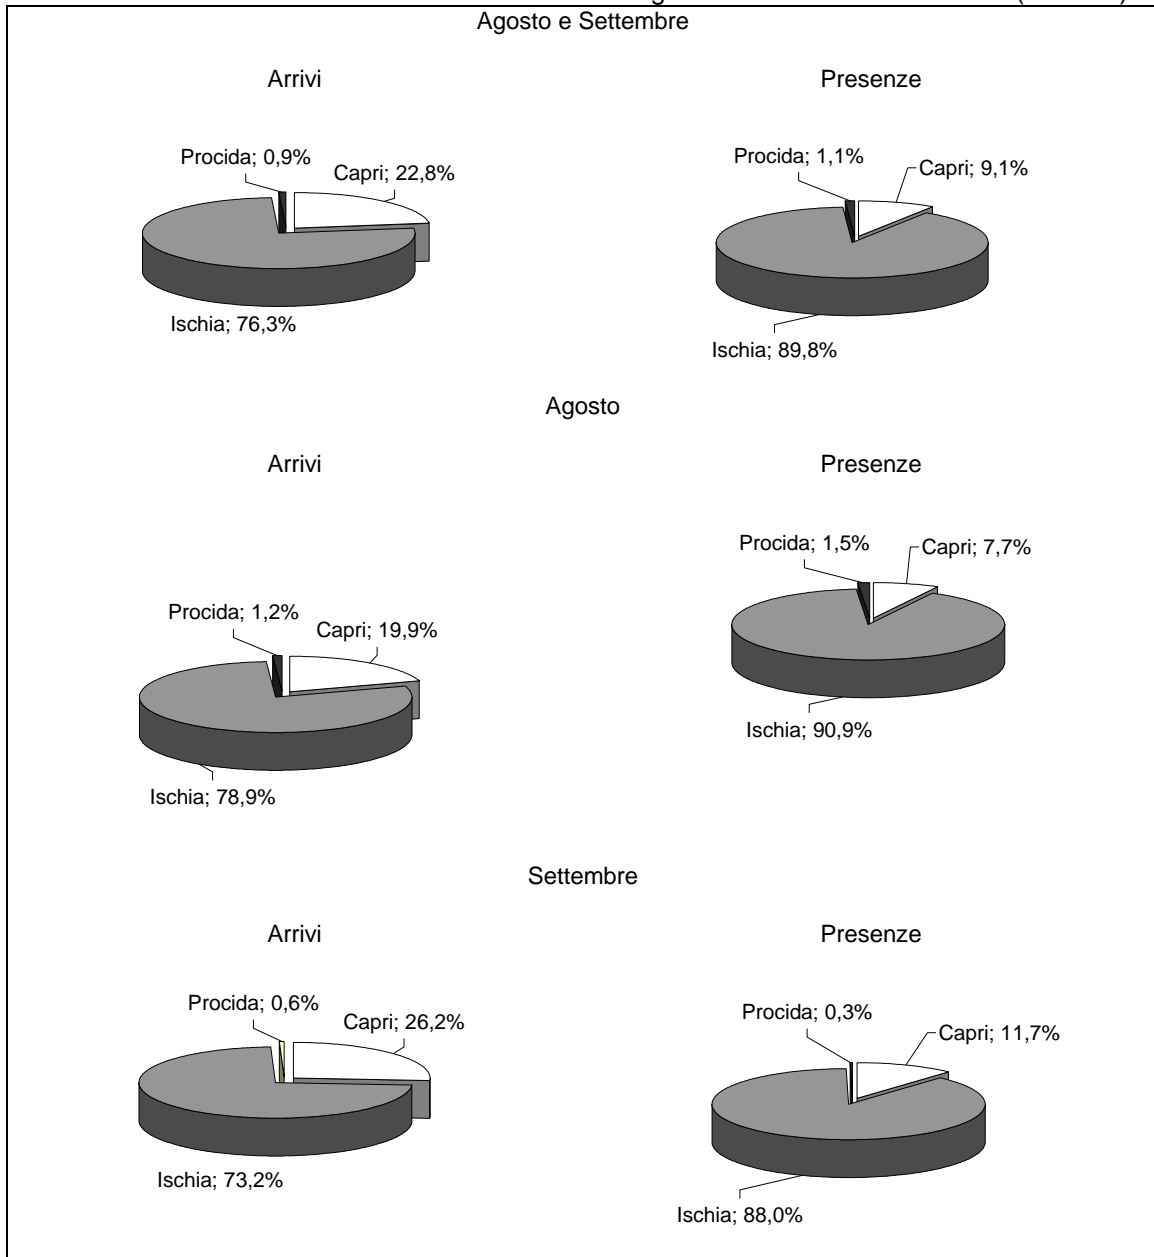 Agosto e Settembre
Arrivi
Presenze
Procida; 0,9%
Capri; 22,8%
Ischia; 76,3%
Procida; 1,1%
Capri; 9,1%
Ischia; 89,8%
Agosto
Arrivi
Presenze
Procida; 1,2%
Capri; 19,9%
Ischia; 78,9%
Procida; 1,5%
Capri; 7,7%
Ischia; 90,9%
Settembre
Arrivi
Presenze
Procida; 0,6%
Capri; 26,2%
Ischia; 73,2%
Procida; 0,3%
Capri; 11,7%
Ischia; 88,0%